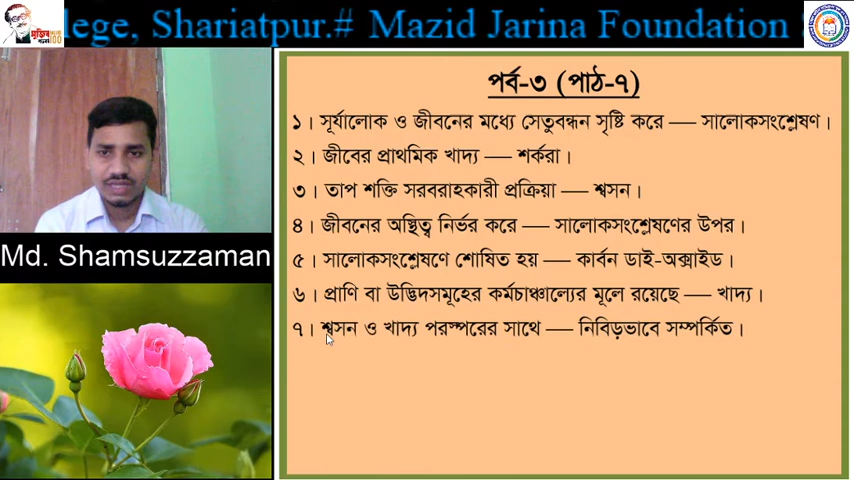 llege, Shariatpur.# Mazid Jarina Foundation S
Md. Shamsuzzaman
পর্ব-৩ (পাঠ-৭)
১। সূর্যালোক ও জীবনের মধ্যে সেতুবন্ধন সৃষ্টি করে — সালোকসংশ্লেষণ।
২। জীবের প্রাথমিক খাদ্য — শর্করা।
৩। তাপ শক্তি সরবরাহকারী প্রক্রিয়া — শ্বসন।
৪। জীবনের অস্থিত্ব নির্ভর করে — সালোকসংশ্লেষণের উপর।
৫। সালোকসংশ্লেষণে শোষিত হয় — কার্বন ডাই-অক্সাইড।
৬। প্রাণি বা উদ্ভিদসমূহের কর্মচাঞ্চাল্যের মূলে রয়েছে — খাদ্য।
৭। শ্বসন ও খাদ্য পরস্পরের সাথে — নিবিড়ভাবে সম্পর্কিত।